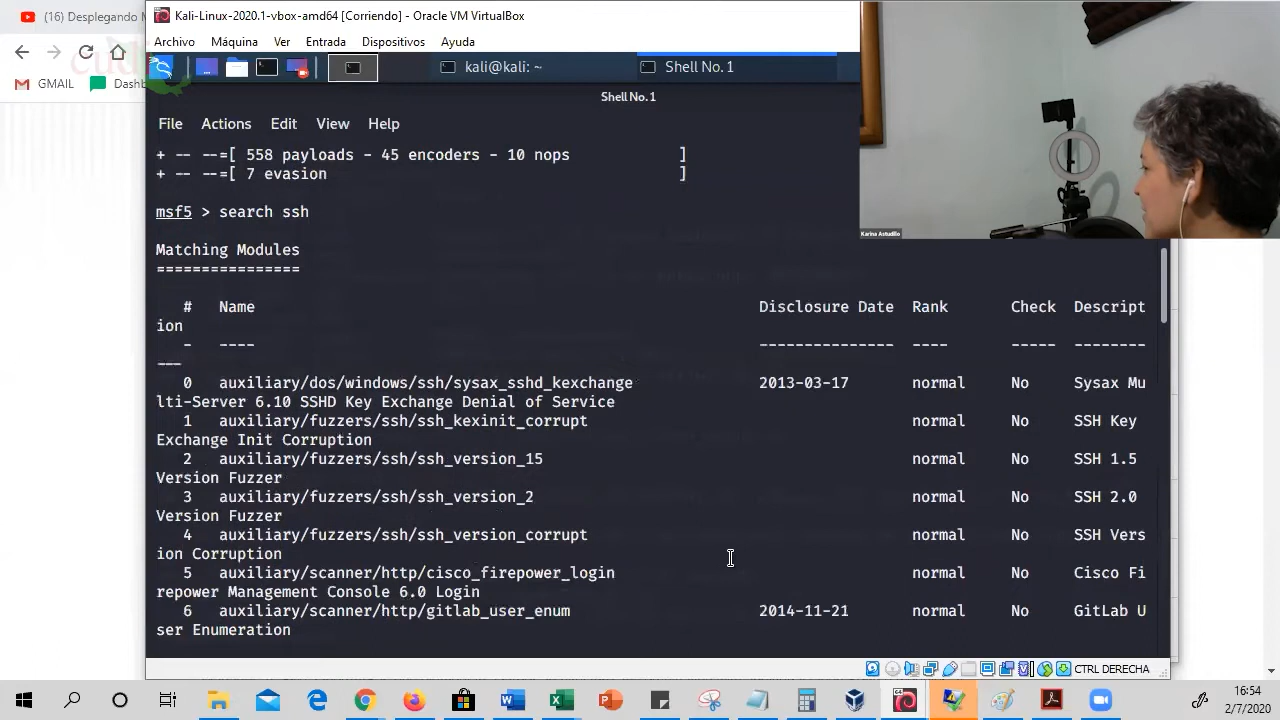 (16) Desplegando M
Kali-Linux-2020.1-vbox-amd64 [Corriendo] - Oracle VM VirtualBox
Archivo Máquina Ver Entrada Dispositivos Ayuda
kali@kali: ~
Shell No. 1
GMAIL
Dashb
Shell No. 1
File Actions Edit View Help
+ -- --=[ 558 payloads - 45 encoders - 10 nops ]
+ -- --=[ 7 evasion ]
msf5 > search ssh
Matching Modules
================
# Name Disclosure Date Rank Check Descript
ion
- ---- --------------- ---- ----- --------
---
0 auxiliary/dos/windows/ssh/sysax_sshd_kexchange 2013-03-17 normal No Sysax Mu
lti-Server 6.10 SSHD Key Exchange Denial of Service
1 auxiliary/fuzzers/ssh/ssh_kexinit_corrupt normal No SSH Key
Exchange Init Corruption
2 auxiliary/fuzzers/ssh/ssh_version_15 normal No SSH 1.5
Version Fuzzer
3 auxiliary/fuzzers/ssh/ssh_version_2 normal No SSH 2.0
Version Fuzzer
4 auxiliary/fuzzers/ssh/ssh_version_corrupt normal No SSH Vers
ion Corruption
5 auxiliary/scanner/http/cisco_firepower_login normal No Cisco Fi
repower Management Console 6.0 Login
6 auxiliary/scanner/http/gitlab_user_enum 2014-11-21 normal No GitLab U
ser Enumeration
Karina Astudillo
CTRL DERECHA
16:54
2/7/2020